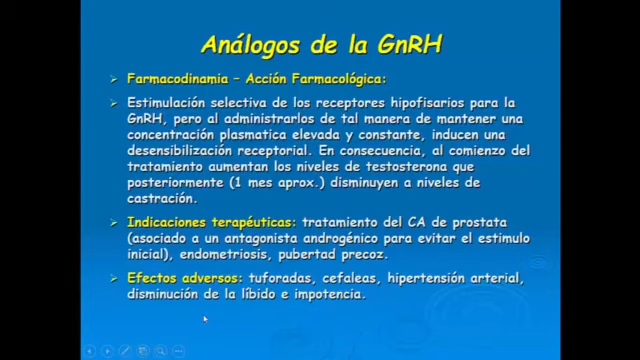 Análogos de la GnRH
Farmacodinamia – Acción Farmacológica:
Estimulación selectiva de los receptores hipofisarios para la
GnRH, pero al administrarlos de tal manera de mantener una
concentración plasmatica elevada y constante, inducen una
desensibilización receptorial. En consecuencia, al comienzo del
tratamiento aumentan los niveles de testosterona que
posteriormente (1 mes aprox.) disminuyen a niveles de
castración.
Indicaciones terapéuticas: tratamiento del CA de prostata
(asociado a un antagonista androgénico para evitar el estimulo
inicial), endometriosis, pubertad precoz.
Efectos adversos: tuforadas, cefaleas, hipertensión arterial,
disminución de la líbido e impotencia.